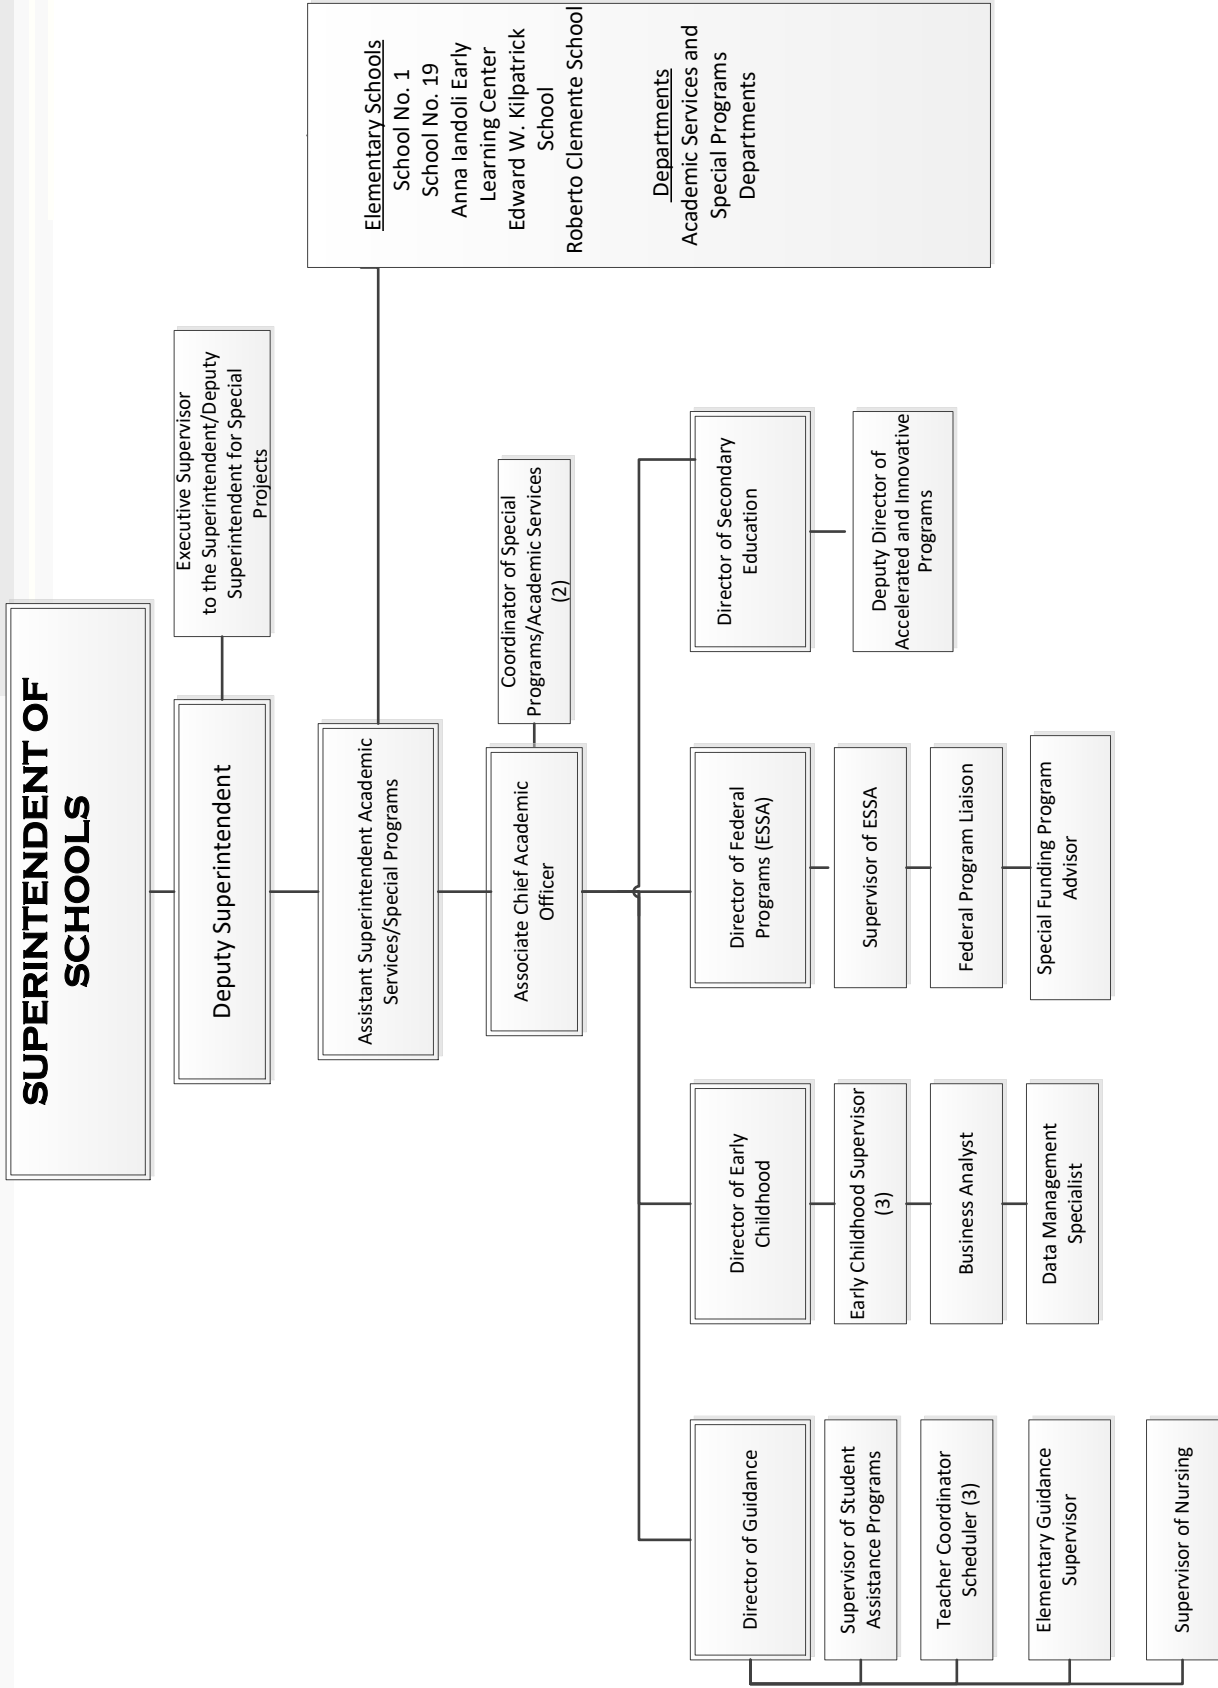 SUPERINTENDENT OF
SCHOOLS
Deputy Superintendent
Executive Supervisor
to the Superintendent/Deputy
Superintendent for Special
Projects
Assistant Superintendent Academic
Services/Special Programs
Elementary Schools
School No. 1
School No. 19
Anna Iandoli Early
Learning Center
Edward W. Kilpatrick
School
Roberto Clemente School
Departments
Academic Services and
Special Programs
Departments
Associate Chief Academic
Officer
Coordinator of Special
Programs/Academic Services
(2)
Director of Guidance
Supervisor of Student
Assistance Programs
Teacher Coordinator
Scheduler (3)
Elementary Guidance
Supervisor
Supervisor of Nursing
Director of Early
Childhood
Early Childhood Supervisor
(3)
Business Analyst
Data Management
Specialist
Director of Federal
Programs (ESSA)
Supervisor of ESSA
Federal Program Liaison
Special Funding Program
Advisor
Director of Secondary
Education
Deputy Director of
Accelerated and Innovative
Programs